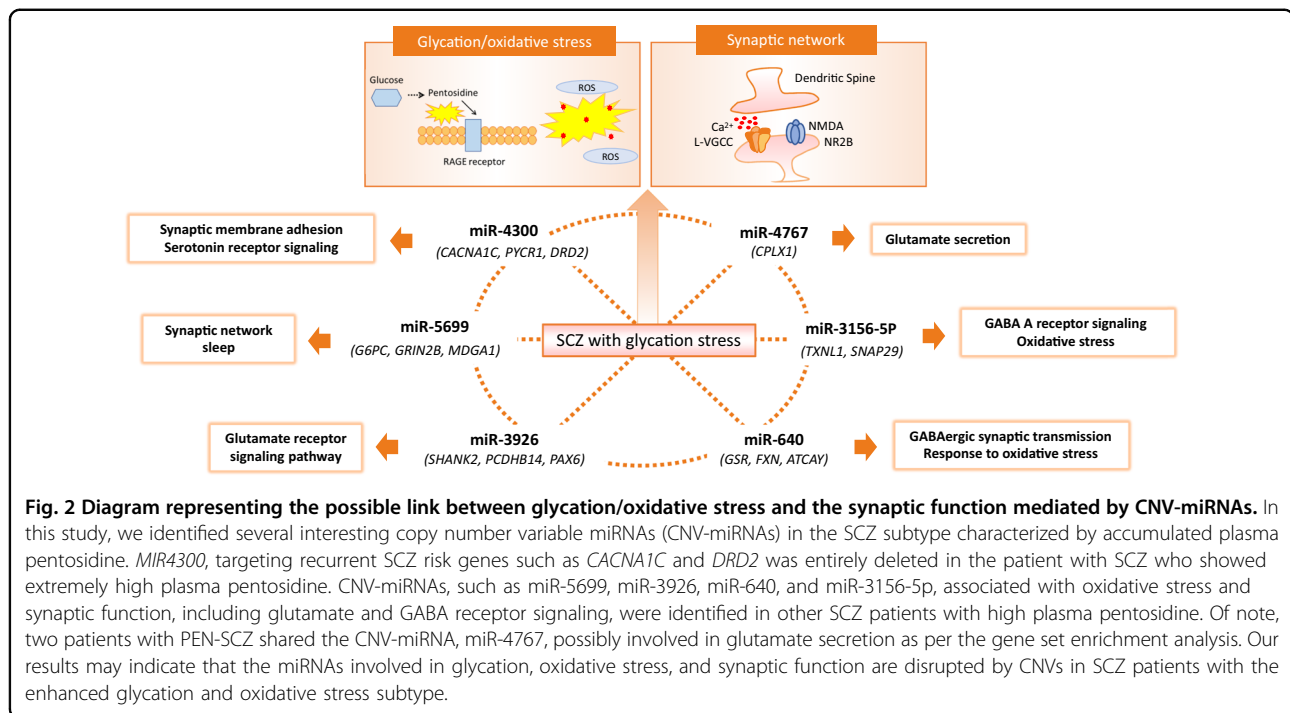 Glycation/oxidative stress
Synaptic network
Glucose
Pentosidine
RAGE receptor
ROS
ROS
Dendritic Spine
Ca2+
L-VGCC
NMDA
NR2B
Synaptic membrane adhesion
Serotonin receptor signaling
miR-4300
(CACNA1C, PYCR1, DRD2)
miR-4767
(CPLX1)
Glutamate secretion
Synaptic network
sleep
miR-5699
(G6PC, GRIN2B, MDGA1)
SCZ with glycation stress
miR-3156-5P
(TXNL1, SNAP29)
GABA A receptor signaling
Oxidative stress
Glutamate receptor
signaling pathway
miR-3926
(SHANK2, PCDHB14, PAX6)
miR-640
(GSR, FXN, ATCAY)
GABAergic synaptic transmission
Response to oxidative stress
Fig. 2 Diagram representing the possible link between glycation/oxidative stress and the synaptic function mediated by CNV-miRNAs. In
this study, we identified several interesting copy number variable miRNAs (CNV-miRNAs) in the SCZ subtype characterized by accumulated plasma
pentosidine. MIR4300, targeting recurrent SCZ risk genes such as CACNA1C and DRD2 was entirely deleted in the patient with SCZ who showed
extremely high plasma pentosidine. CNV-miRNAs, such as miR-5699, miR-3926, miR-640, and miR-3156-5p, associated with oxidative stress and
synaptic function, including glutamate and GABA receptor signaling, were identified in other SCZ patients with high plasma pentosidine. Of note,
two patients with PEN-SCZ shared the CNV-miRNA, miR-4767, possibly involved in glutamate secretion as per the gene set enrichment analysis. Our
results may indicate that the miRNAs involved in glycation, oxidative stress, and synaptic function are disrupted by CNVs in SCZ patients with the
enhanced glycation and oxidative stress subtype.